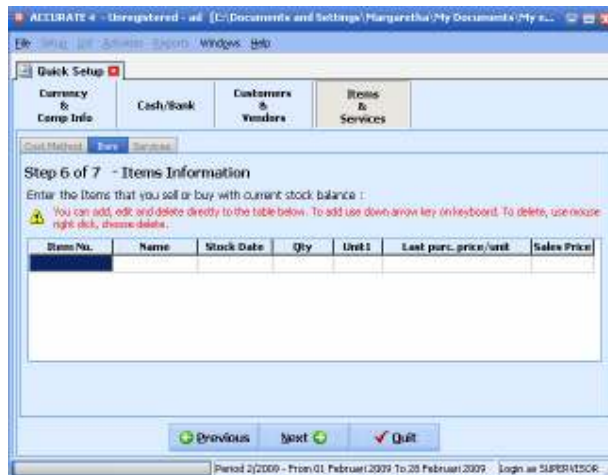 ACCURATE 4 - Unregistered - ad [C:\Documents and Settings\Margaretha\My Documents\My e...
File Setup List Activities Reports Windows Help
Quick Setup
Currency & Comp Info
Cash/Bank
Customers & Vendors
Items & Services
Cost Method Item Services
Step 6 of 7 - Items Information
Enter the Items that you sell or buy with current stock balance :
You can add, edit and delete directly to the table below. To add use down arrow key on keyboard. To delete, use mouse
right click, choose delete.
Item No. Name Stock Date Qty Unit1 Last purc. price/unit Sales Price
Previous Next Quit
Period 2/2009 - From 01 Februari 2009 To 28 Februari 2009 Login as SUPERVISOR